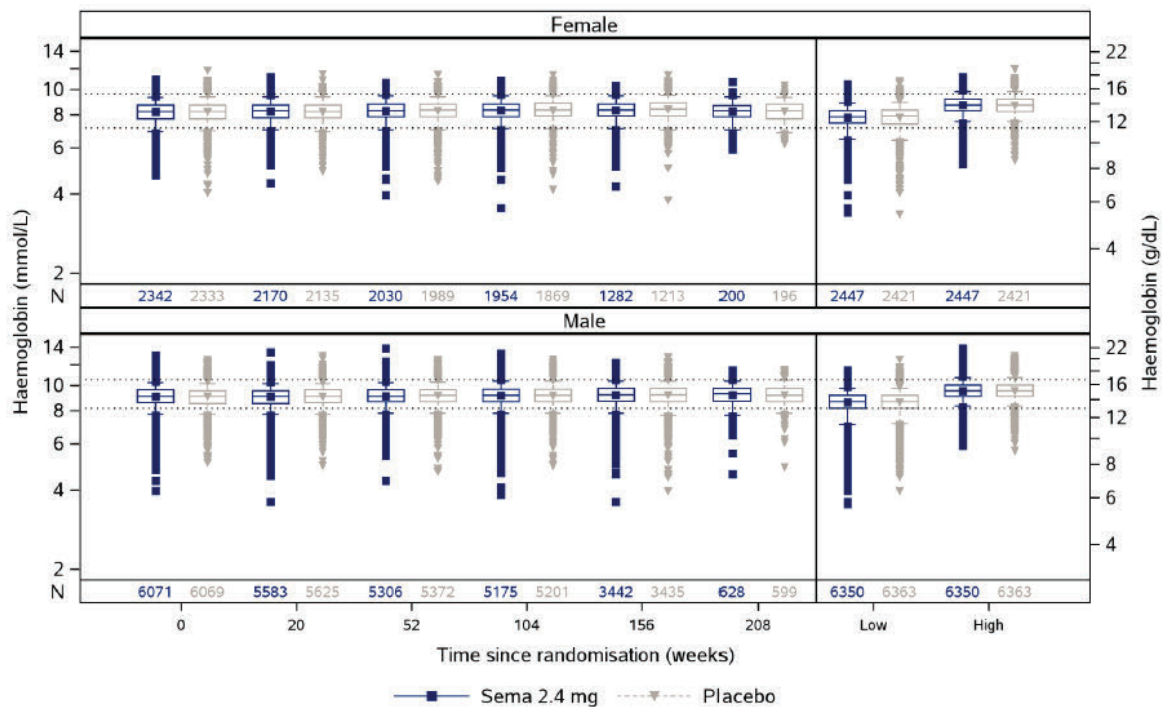 Female
14
10
8
6
4
2
22
16
12
8
6
4
N 2342 2333 2170 2135 2030 1989 1954 1869 1282 1213 200 196 2447 2421 2447 2421
Haemoglobin (mmol/L)
Haemoglobin (g/dL)
Male
14
10
8
6
4
2
22
16
12
8
6
4
N 6071 6069 5583 5625 5306 5372 5175 5201 3442 3435 628 599 6350 6363 6350 6363
0 20 52 104 156 208 Low High
Time since randomisation (weeks)
Sema 2.4 mg Placebo